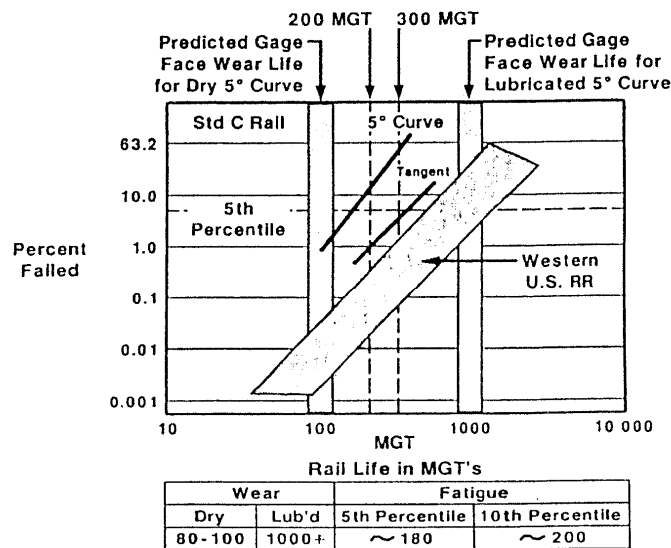 200 MGT 300 MGT
Predicted Gage
Face Wear Life
for Dry 5° Curve
Predicted Gage
Face Wear Life for
Lubricated 5° Curve
Std C Rail
5° Curve
63.2
Tangent
10.0
5th
Percentile
Percent
Failed
1.0
Western
U.S. RR
0.1
0.01
0.001
10 100 1000 10 000
MGT
Rail Life in MGT's
Wear Fatigue
Dry Lub'd 5th Percentile 10th Percentile
80-100 1000+ ~180 ~200